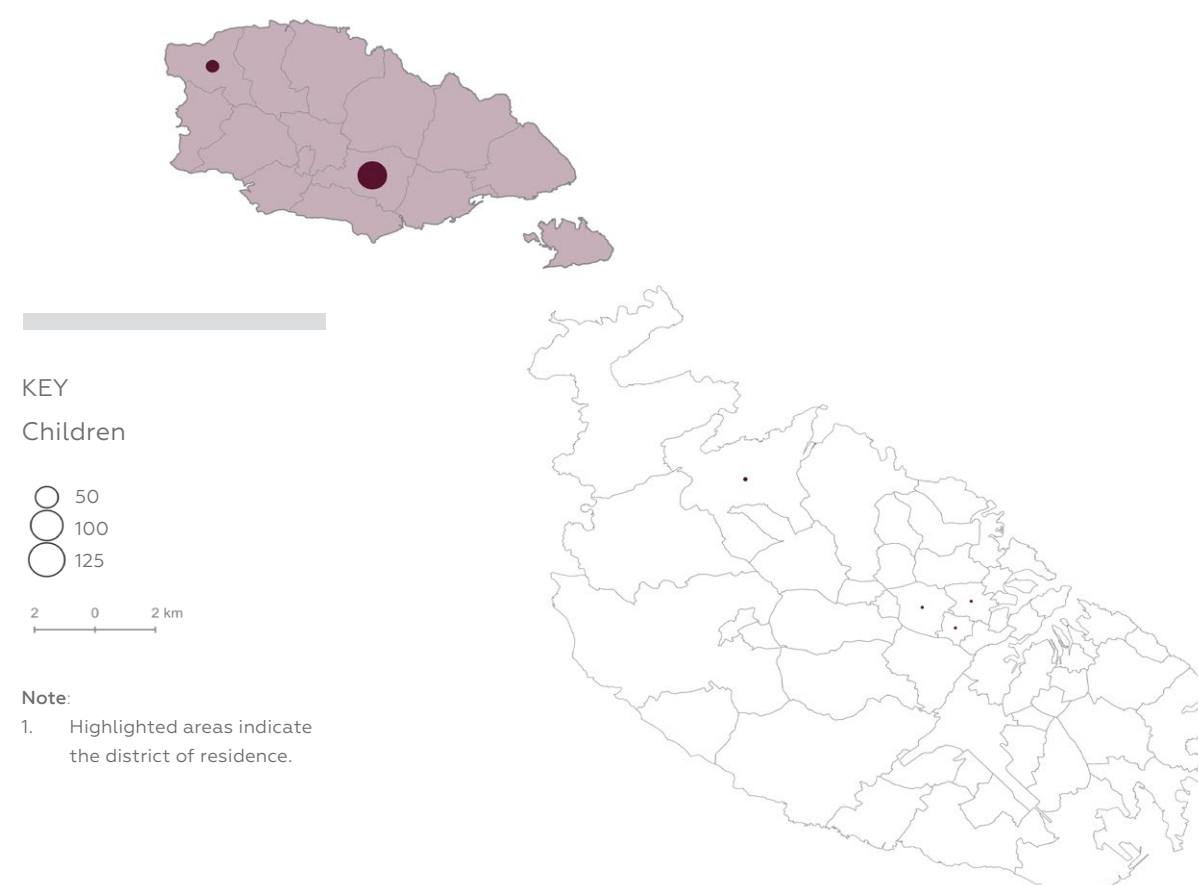 KEY
Children
50
100
125
2 0 2 km
Note:
1. Highlighted areas indicate
the district of residence.